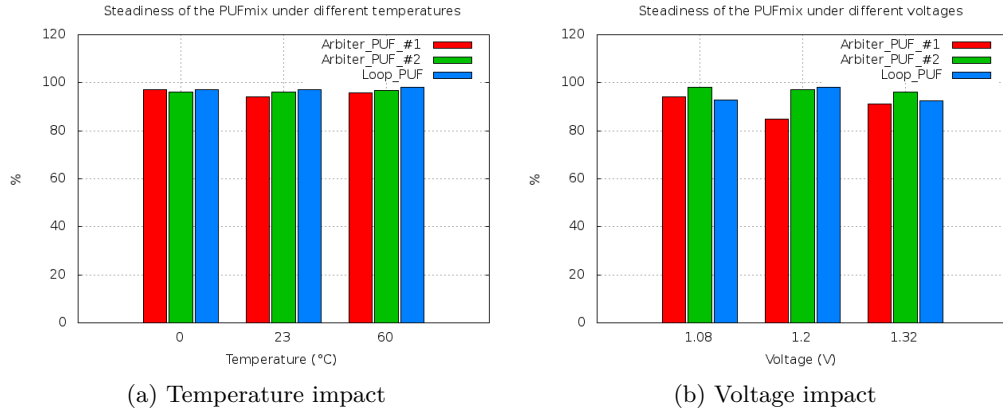 Steadiness of the PUFmix under different temperatures
120
100
80
60
40
20
0
%
Arbiter_PUF_#1
Arbiter_PUF_#2
Loop_PUF
0 23 60
Temperature (°C)
(a) Temperature impact
Steadiness of the PUFmix under different voltages
120
100
80
60
40
20
0
%
Arbiter_PUF_#1
Arbiter_PUF_#2
Loop_PUF
1.08 1.2 1.32
Voltage (V)
(b) Voltage impact